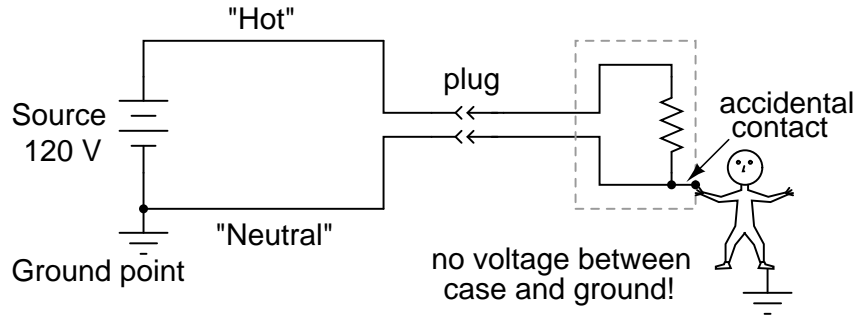 "Hot"
plug
Source
120 V
accidental
contact
"Neutral"
Ground point
no voltage between
case and ground!